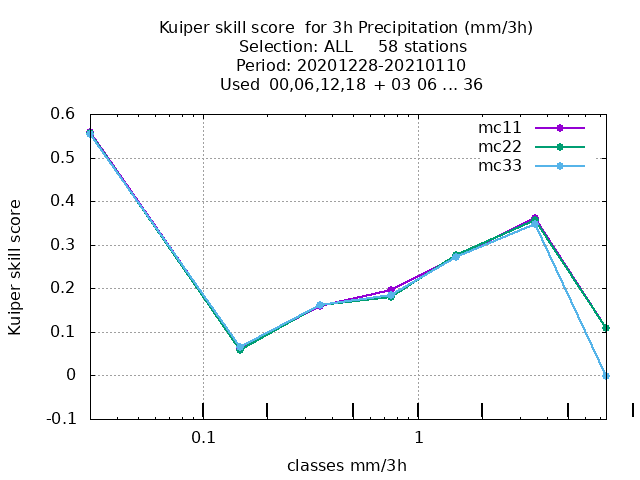 Kuiper skill score  for 3h Precipitation (mm/3h)
Selection: ALL     58 stations
Period: 20201228-20210110
Used  00,06,12,18  + 03 06 ... 36
mc11
mc22
mc33
0.6
0.5
0.4
0.3
0.2
0.1
0
-0.1
Kuiper skill score
0.1
1
classes mm/3h